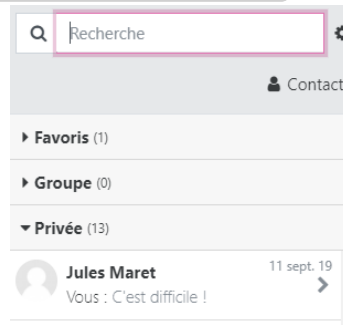 Recherche
Contact
Favoris (1)
Groupe (0)
Privée (13)
Jules Maret 11 sept. 19
Vous : C'est difficile !